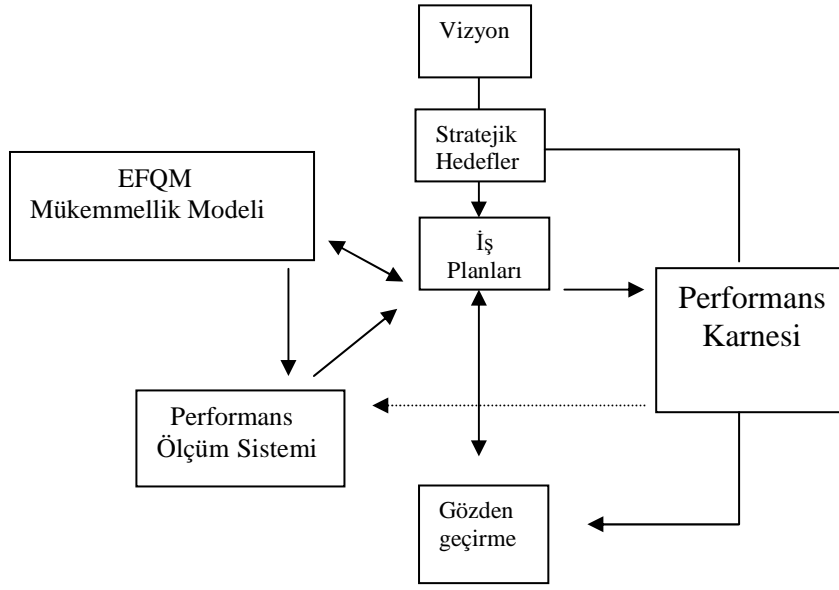 Vizyon
Stratejik
Hedefler
EFQM
Mükemmellik Modeli
İş
Planları
Performans
Karnesi
Performans
Ölçüm Sistemi
Gözden
geçirme